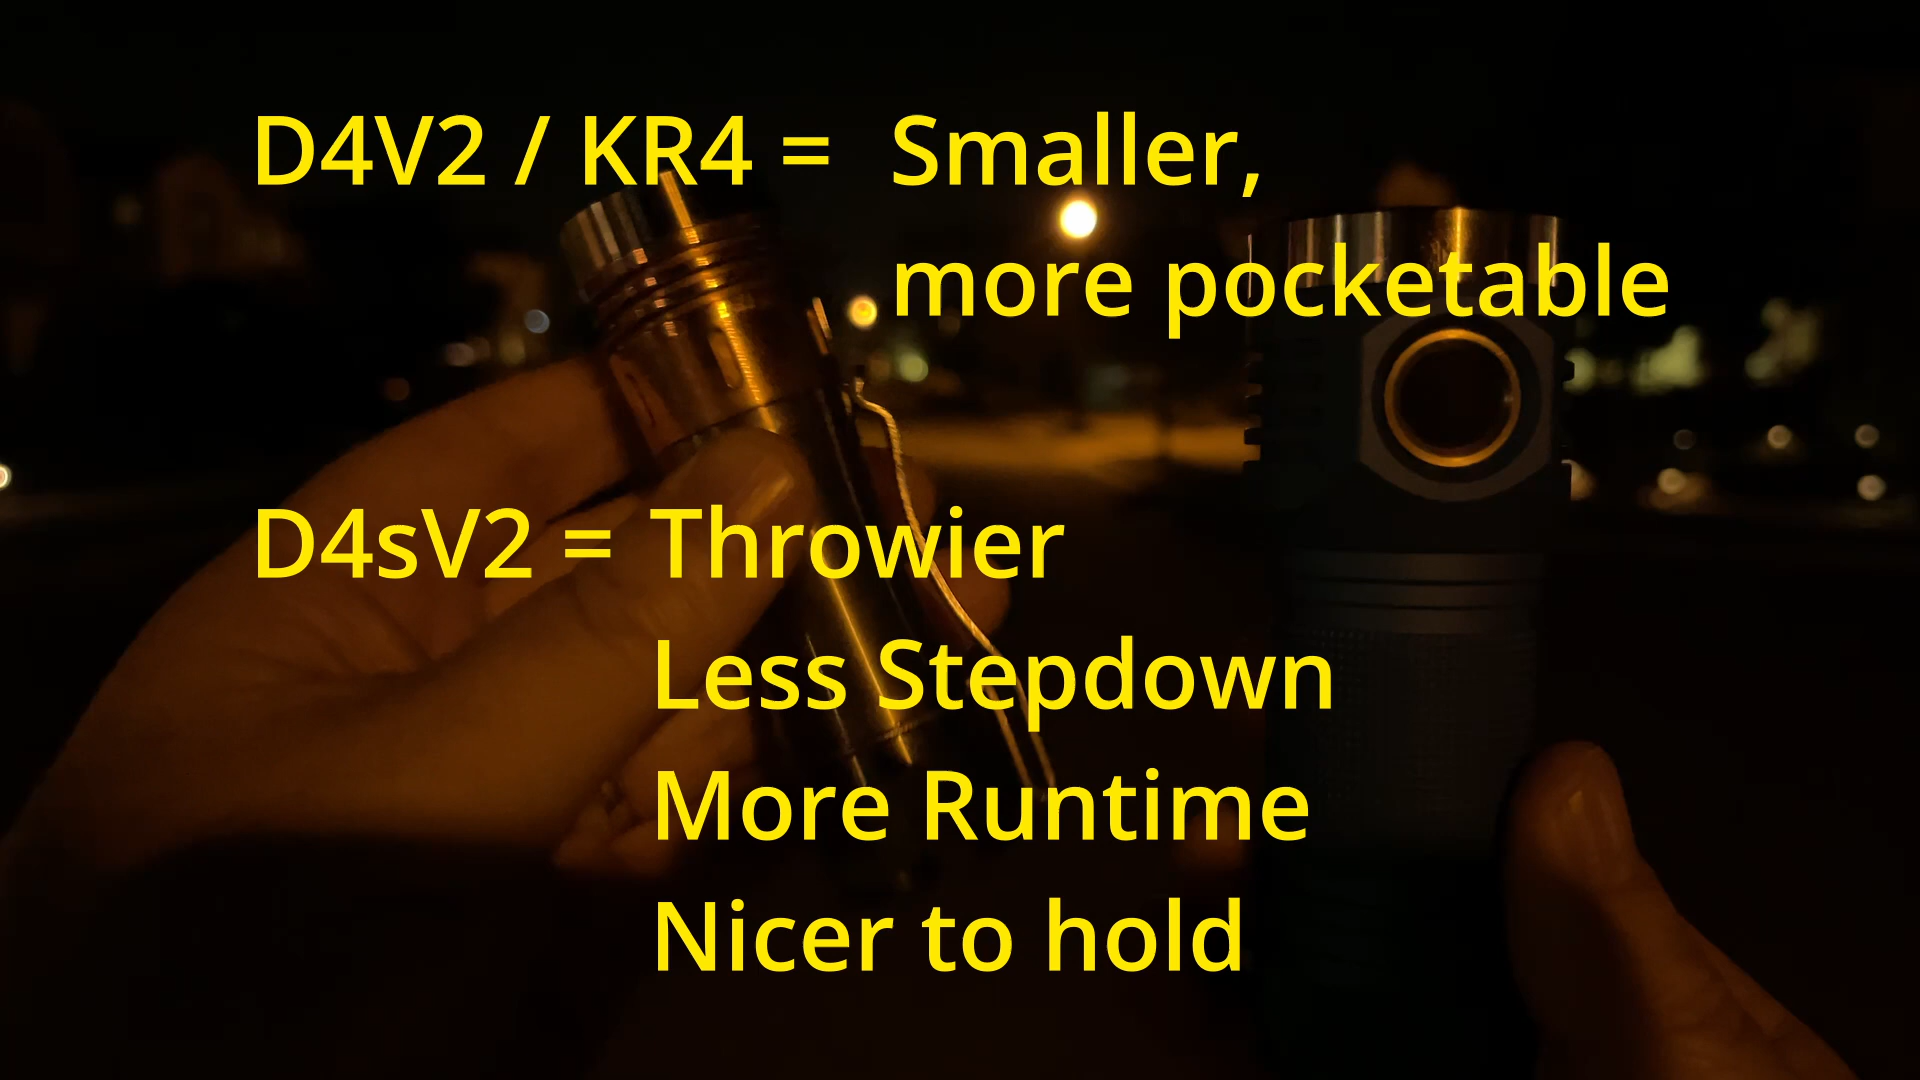 D4V2 / KR4 = Smaller,
more pocketable
D4sV2 = Throwier
Less Stepdown
More Runtime
Nicer to hold